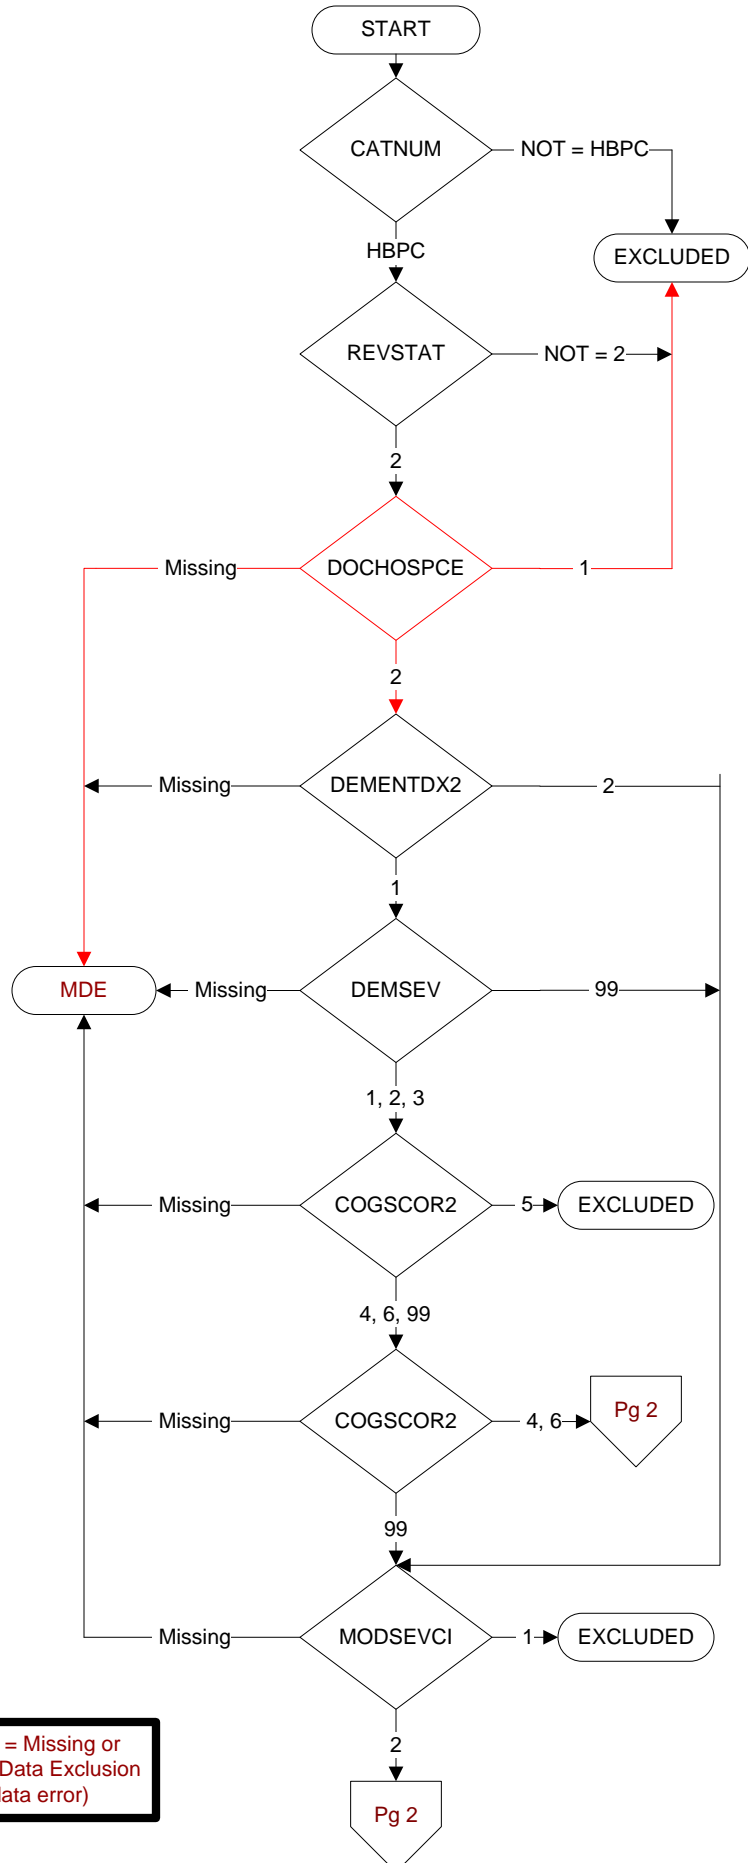 START
CATNUM
NOT = HBPC
HBPC
EXCLUDED
REVSTAT
NOT = 2
2
Missing
DOCHOSPCE
1
2
Missing
DEMENTDX2
2
1
MDE
Missing
DEMSEV
99
1, 2, 3
Missing
COGSCOR2
5
EXCLUDED
4, 6, 99
Missing
COGSCOR2
4, 6
Pg 2
99
Missing
MODSEVCI
1
EXCLUDED
= Missing or
Data Exclusion
data error)
2
Pg 2